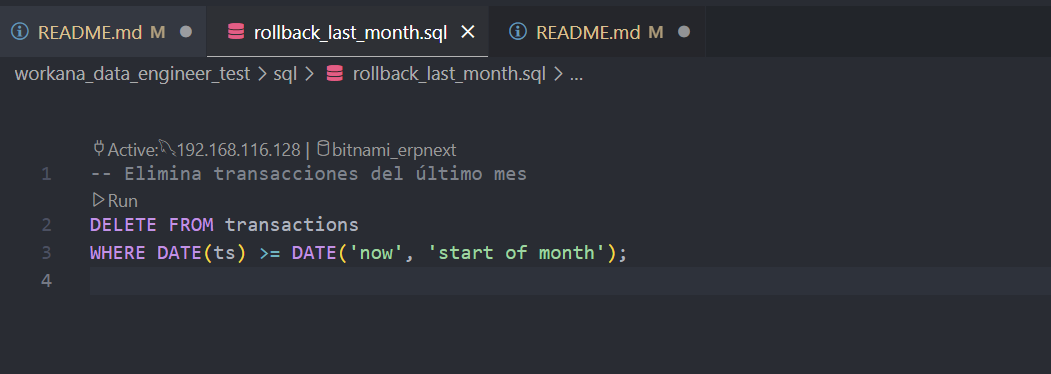 README.md M
rollback_last_month.sql
README.md M
workana_data_engineer_test > sql > rollback_last_month.sql > ...
Active: 192.168.116.128 | bitnami_erpnext
1 -- Elimina transacciones del último mes
Run
2 DELETE FROM transactions
3 WHERE DATE(ts) >= DATE('now', 'start of month');
4